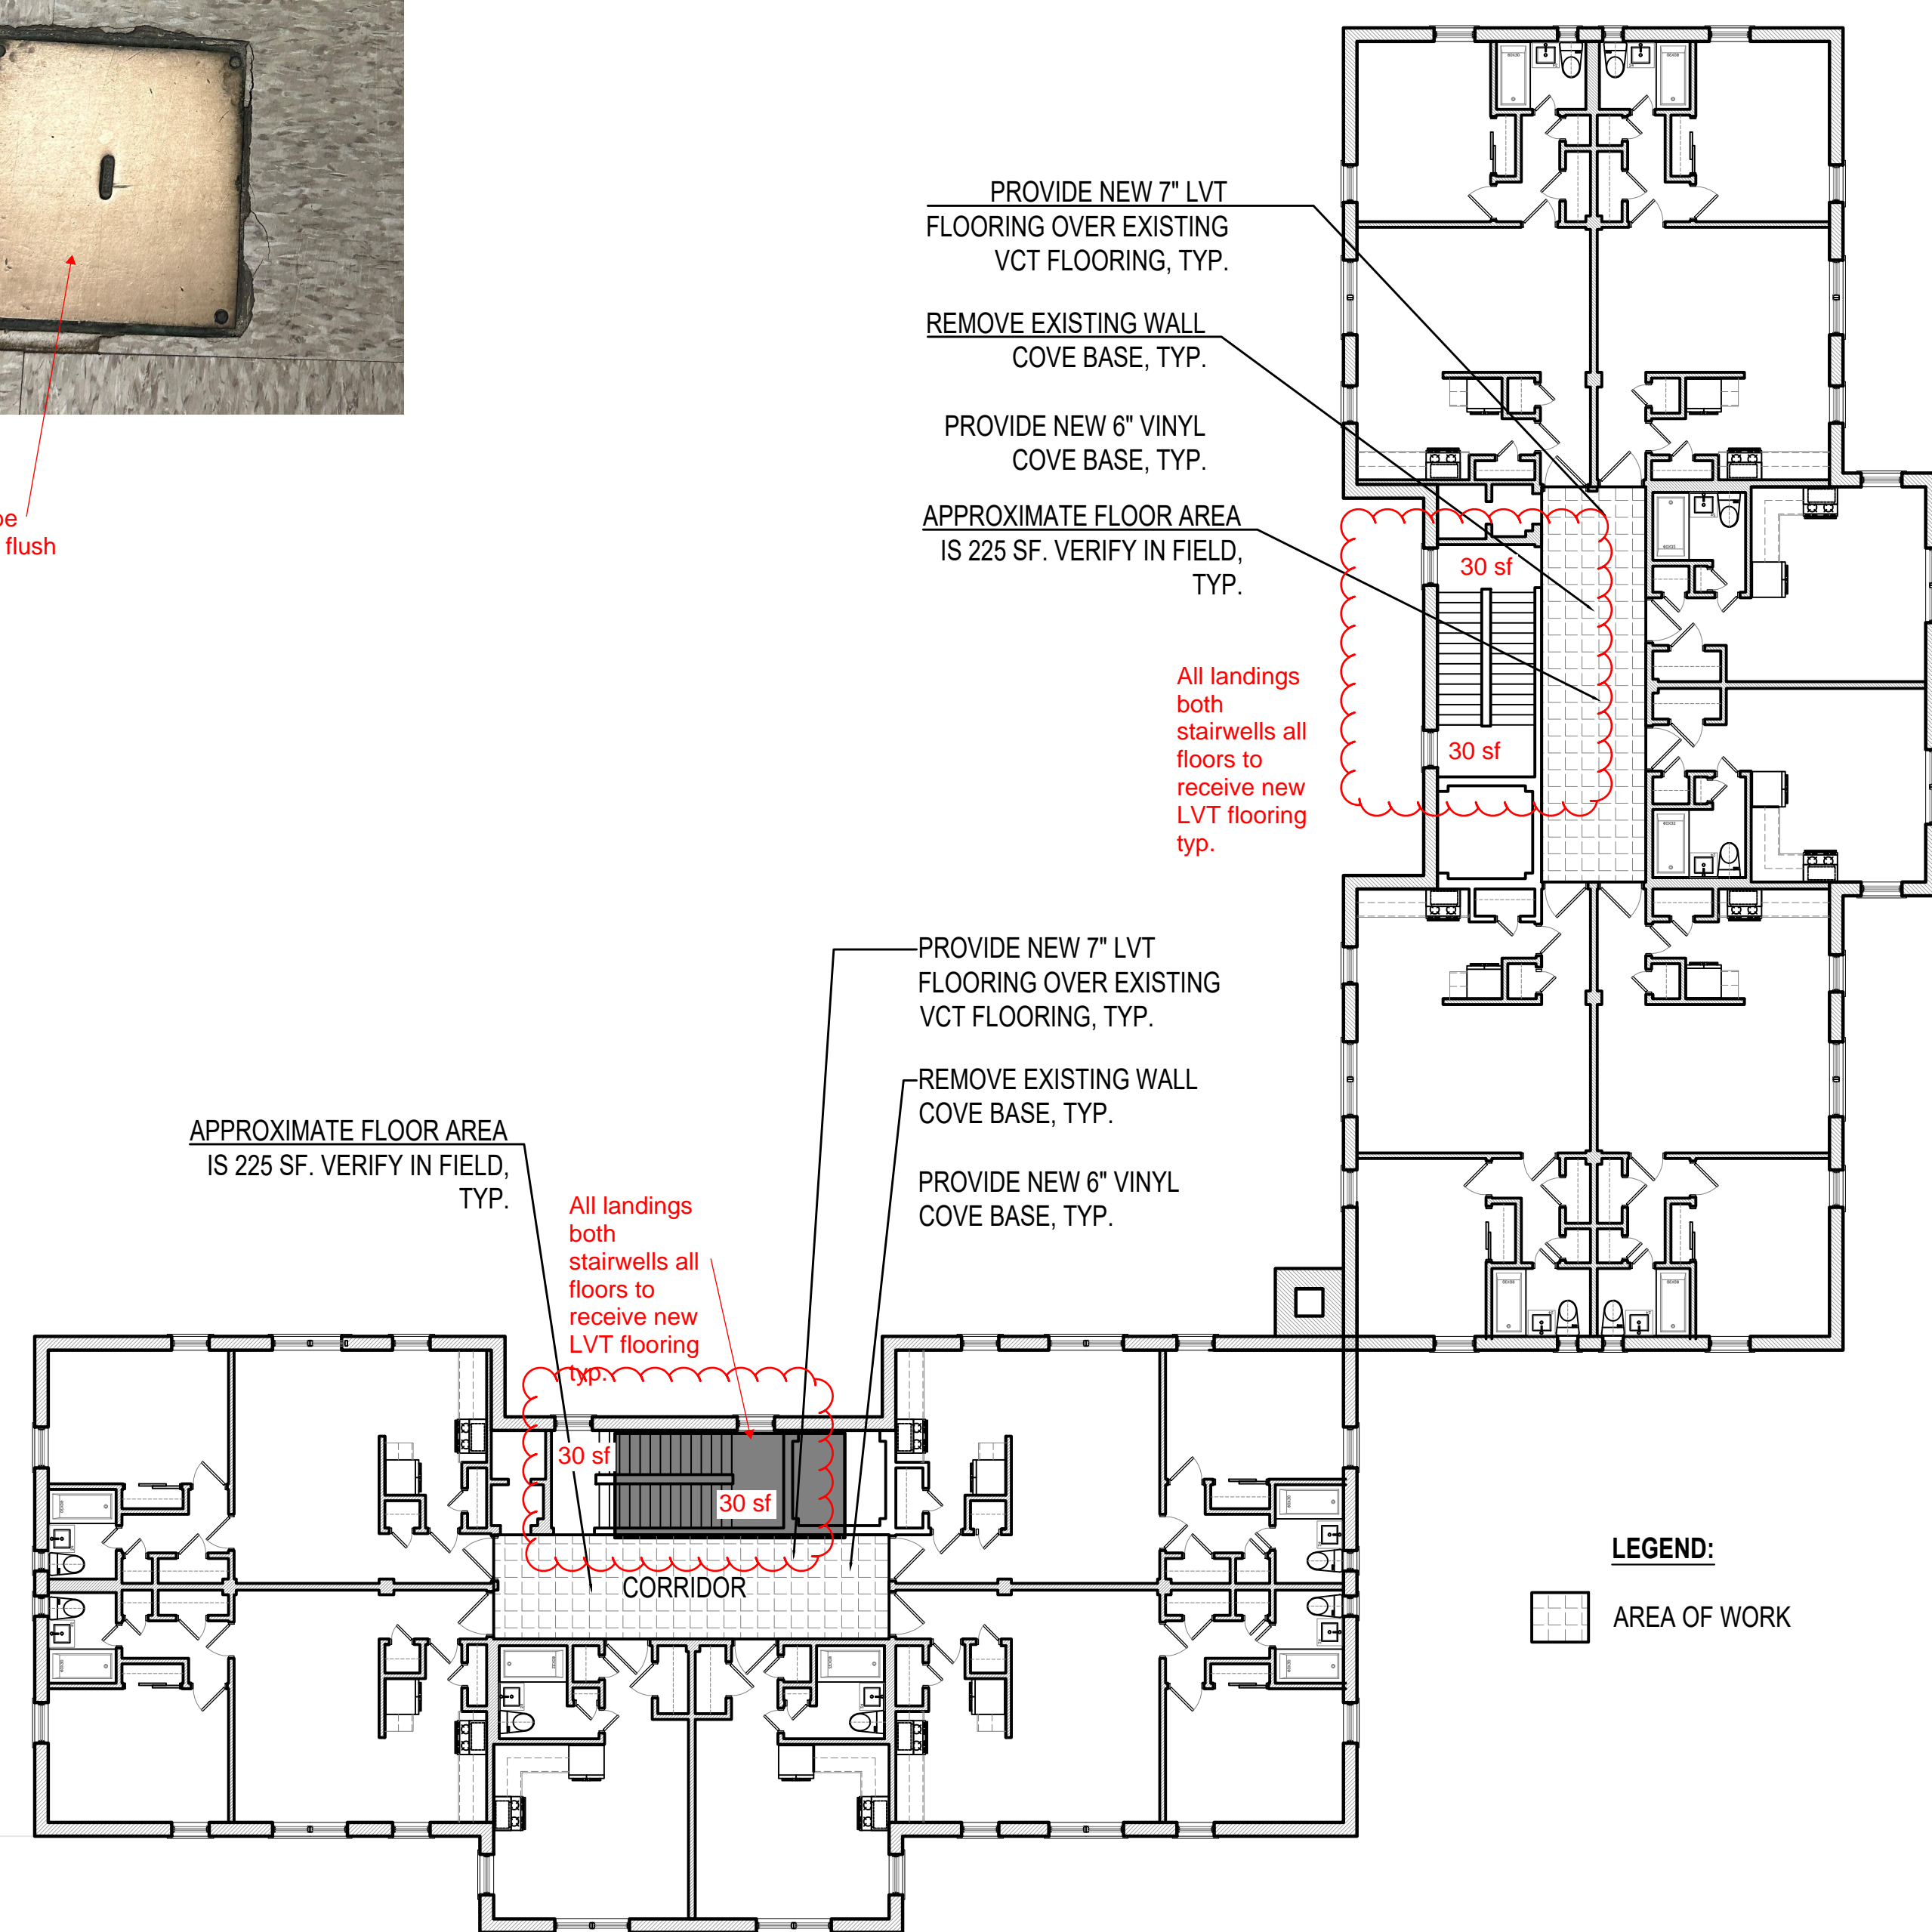 be
flush
PROVIDE NEW 7" LVT
FLOORING OVER EXISTING
VCT FLOORING, TYP.
REMOVE EXISTING WALL
COVE BASE, TYP.
PROVIDE NEW 6" VINYL
COVE BASE, TYP.
APPROXIMATE FLOOR AREA
IS 225 SF. VERIFY IN FIELD,
TYP.
30 sf
30 sf
All landings
both
stairwells all
floors to
receive new
LVT flooring
typ.
PROVIDE NEW 7" LVT
FLOORING OVER EXISTING
VCT FLOORING, TYP.
REMOVE EXISTING WALL
COVE BASE, TYP.
PROVIDE NEW 6" VINYL
COVE BASE, TYP.
APPROXIMATE FLOOR AREA
IS 225 SF. VERIFY IN FIELD,
TYP.
All landings
both
stairwells all
floors to
receive new
LVT flooring
typ.
30 sf
30 sf
CORRIDOR
LEGEND:
AREA OF WORK